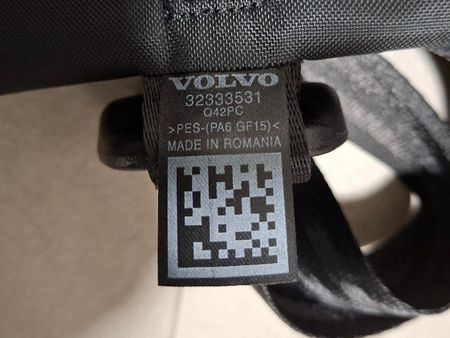 VOLVO
32333531
Q42PC
>PES-(PA6 GF15)<
MADE IN ROMANIA